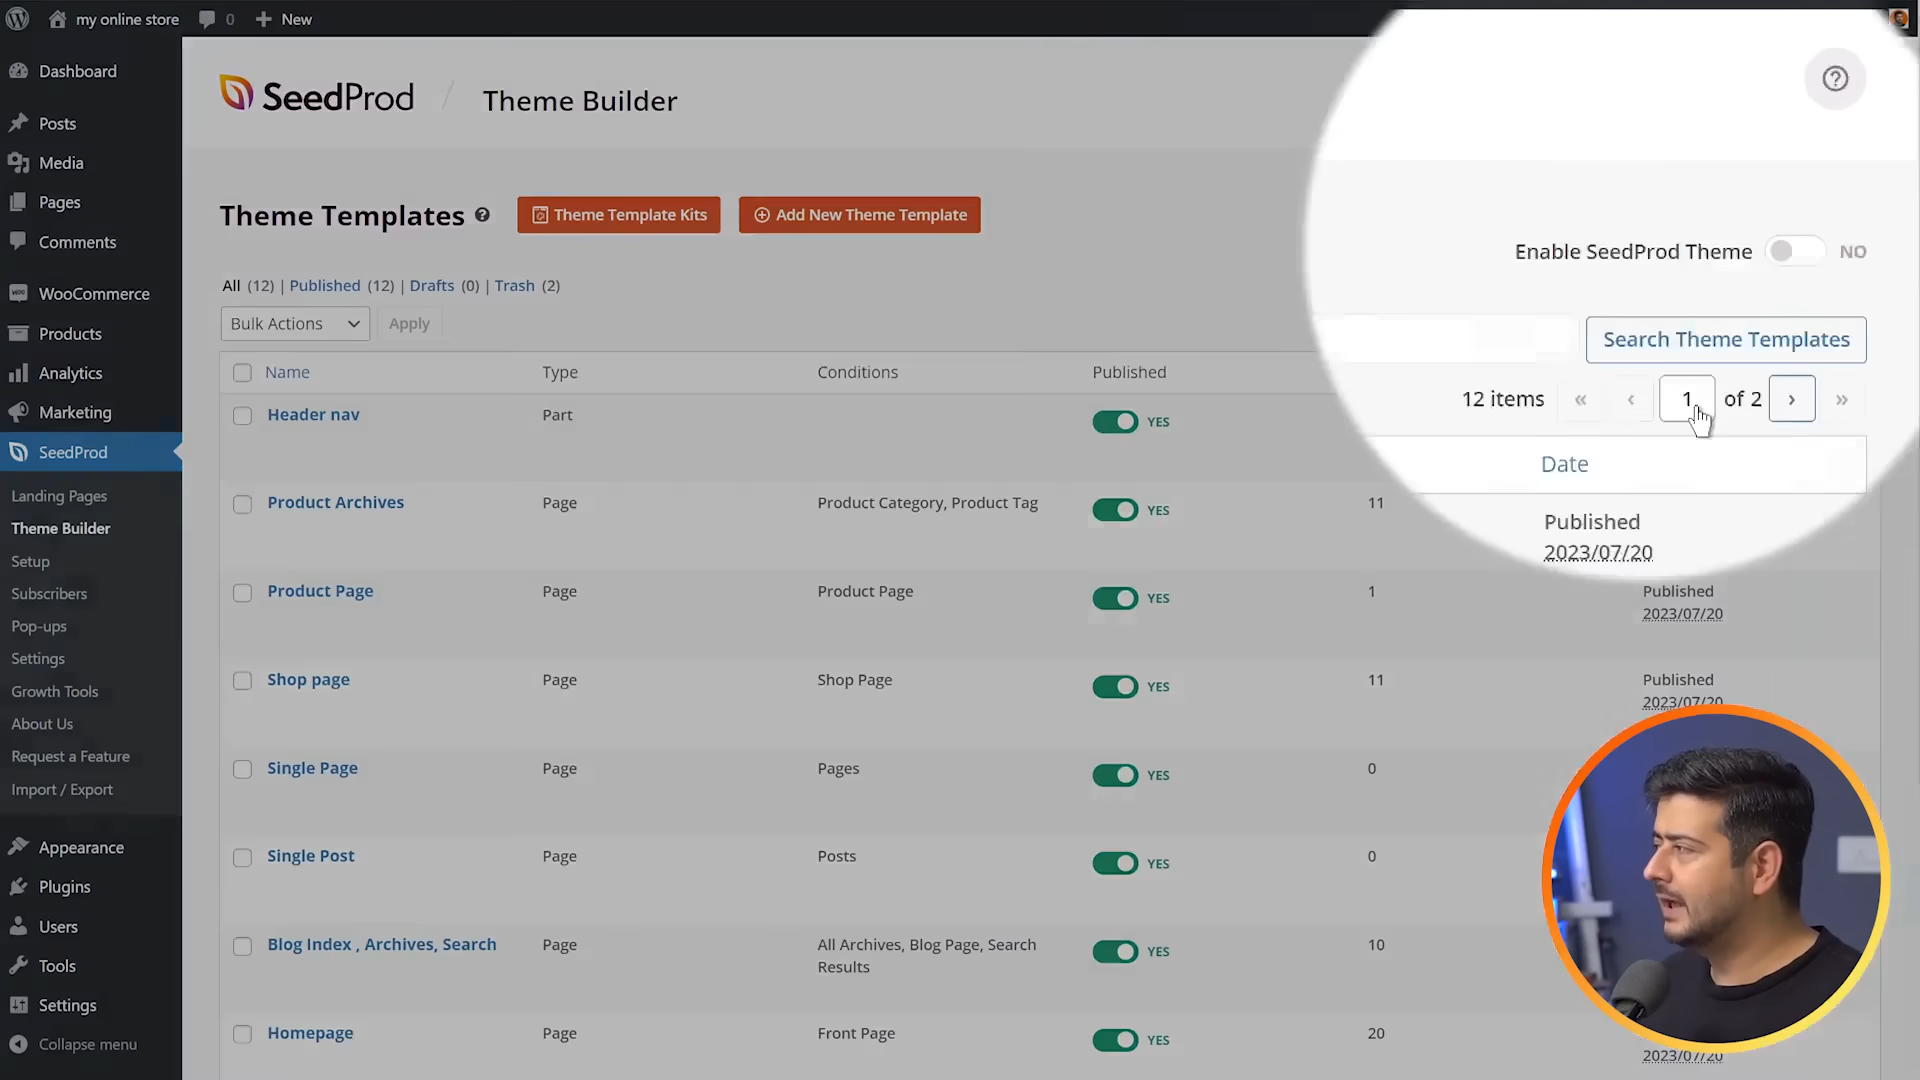 my online store
0
New
Dashboard
Posts
Media
Pages
Comments
WooCommerce
Products
Analytics
Marketing
SeedProd
Landing Pages
Theme Builder
Setup
Subscribers
Pop-ups
Settings
Growth Tools
About Us
Request a Feature
Import / Export
Appearance
Plugins
Users
Tools
Settings
Collapse menu
SeedProd / Theme Builder
Theme Templates
Theme Template Kits
Add New Theme Template
Enable SeedProd Theme NO
All (12) | Published (12) | Drafts (0) | Trash (2)
Bulk Actions Apply
Search Theme Templates
12 items « ‹ 1 of 2 › »
Name Type Conditions Published Date
Header nav Part YES Published
2023/07/20
Product Archives Page Product Category, Product Tag YES 11
Product Page Page Product Page YES 1 Published
2023/07/20
Shop page Page Shop Page YES 11 Published
2023/07/20
Single Page Page Pages YES 0
Single Post Page Posts YES 0
Blog Index , Archives, Search Page All Archives, Blog Page, Search YES 10
Results
Homepage Page Front Page YES 20
2023/07/20